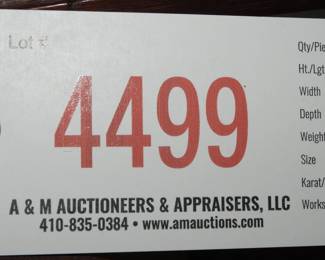 Lot #
4499
A & M AUCTIONEERS & APPRAISERS, LLC
410-835-0384 • www.amauctions.com
Qty/Pie
Ht./Lgt
Width
Depth
Weight
Size
Karat/
Works